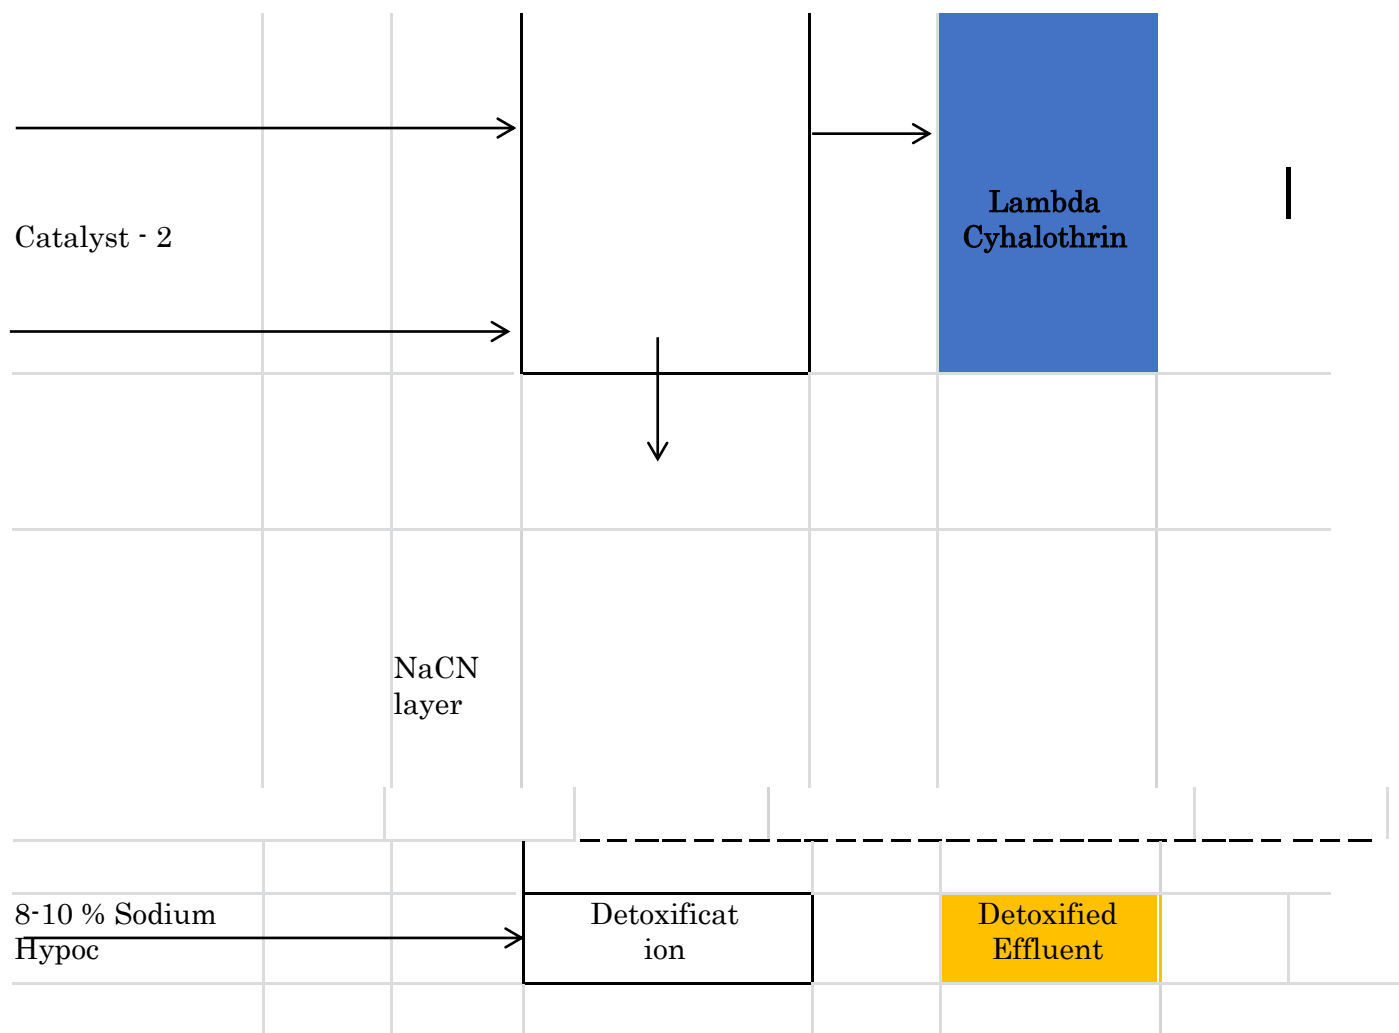 Lambda
Cyhalothrin
Catalyst - 2
NaCN
layer
8-10 % Sodium
Hypoc
Detoxificat
ion
Detoxified
Effluent